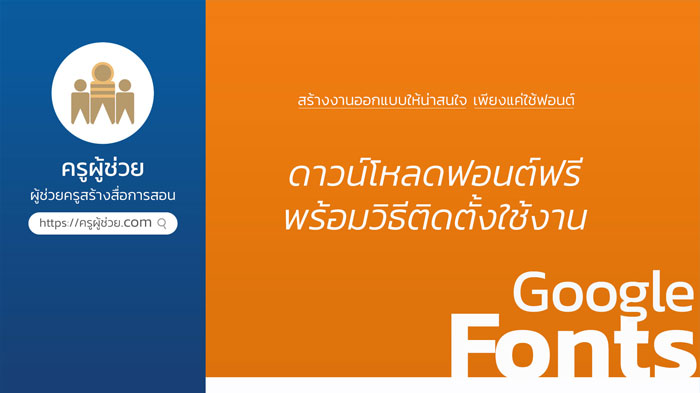 ครูผู้ช่วย
ผู้ช่วยครูสร้างสื่อการสอน
https://ครูผู้ช่วย.com
สร้างงานออกแบบให้น่าสนใจ เพียงแค่ใช้ฟอนต์
ดาวน์โหลดฟอนต์ฟรี
พร้อมวิธีติดตั้งใช้งาน
Google
Fonts